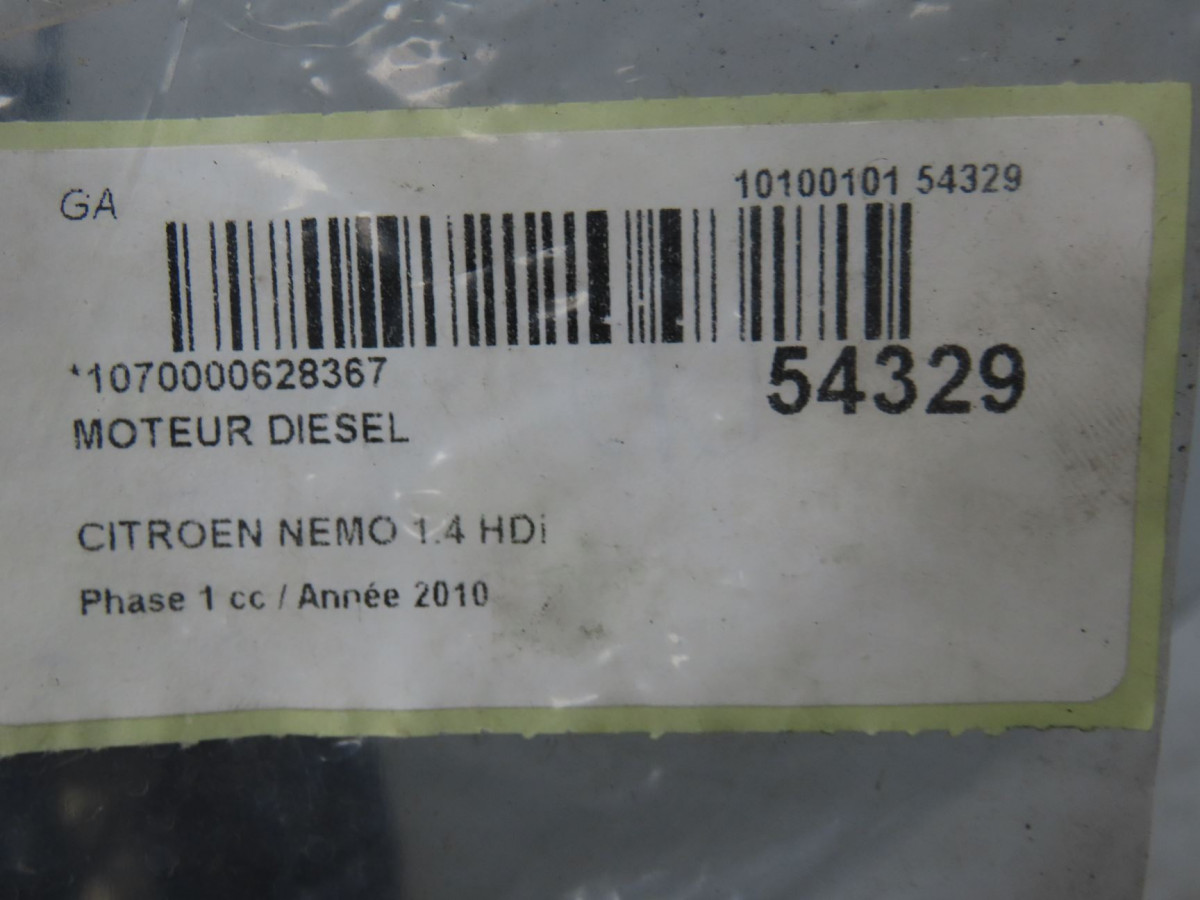 GA
10100101 54329
*1070000628367
54329
MOTEUR DIESEL
CITROEN NEMO 1.4 HDi
Phase 1 cc / Année 2010